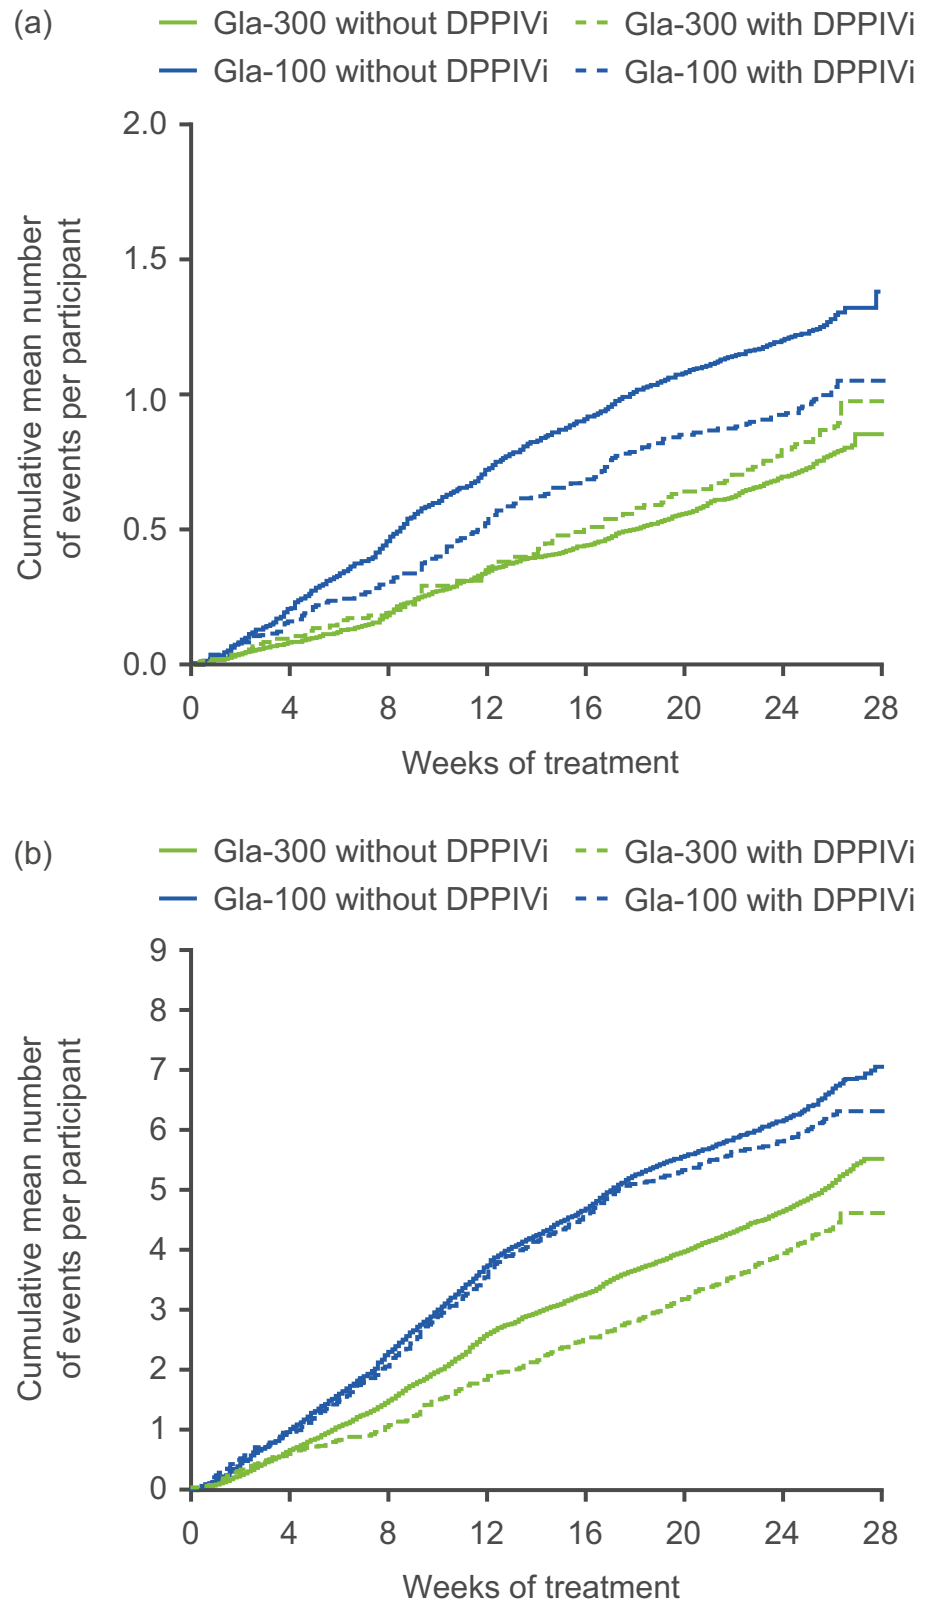 (a)
Gla-300 without DPPIVi Gla-300 with DPPIVi
Gla-100 without DPPIVi Gla-100 with DPPIVi
Cumulative mean number
of events per participant
2.0
1.5
1.0
0.5
0.0
0 4 8 12 16 20 24 28
Weeks of treatment
(b)
Gla-300 without DPPIVi Gla-300 with DPPIVi
Gla-100 without DPPIVi Gla-100 with DPPIVi
Cumulative mean number
of events per participant
9
8
7
6
5
4
3
2
1
0
0 4 8 12 16 20 24 28
Weeks of treatment